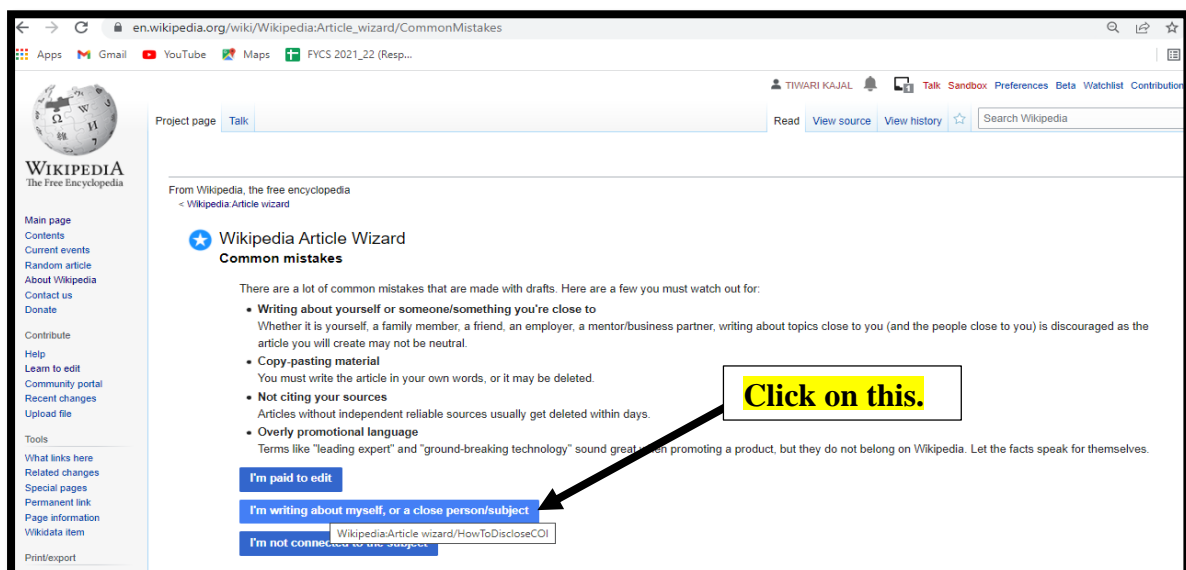 en.wikipedia.org/wiki/Wikipedia:Article_wizard/CommonMistakes
Apps Gmail YouTube Maps FYCS 2021_22 (Resp...
TIWARI KAJAL 1 Talk Sandbox Preferences Beta Watchlist Contribution
Project page Talk Read View source View history Search Wikipedia
WIKIPEDIA
The Free Encyclopedia
From Wikipedia, the free encyclopedia
< Wikipedia:Article wizard
Main page
Contents
Current events
Random article
About Wikipedia
Contact us
Donate
Contribute
Help
Learn to edit
Community portal
Recent changes
Upload file
Tools
What links here
Related changes
Special pages
Permanent link
Page information
Wikidata item
Print/export
Wikipedia Article Wizard
Common mistakes
There are a lot of common mistakes that are made with drafts. Here are a few you must watch out for:
• Writing about yourself or someone/something you're close to
Whether it is yourself, a family member, a friend, an employer, a mentor/business partner, writing about topics close to you (and the people close to you) is discouraged as the
article you will create may not be neutral.
• Copy-pasting material
You must write the article in your own words, or it may be deleted.
• Not citing your sources
Articles without independent reliable sources usually get deleted within days.
• Overly promotional language
Terms like "leading expert" and "ground-breaking technology" sound great when promoting a product, but they do not belong on Wikipedia. Let the facts speak for themselves.
Click on this.
I'm paid to edit
I'm writing about myself, or a close person/subject
Wikipedia:Article wizard/HowToDiscloseCOI
I'm not connected to the subject